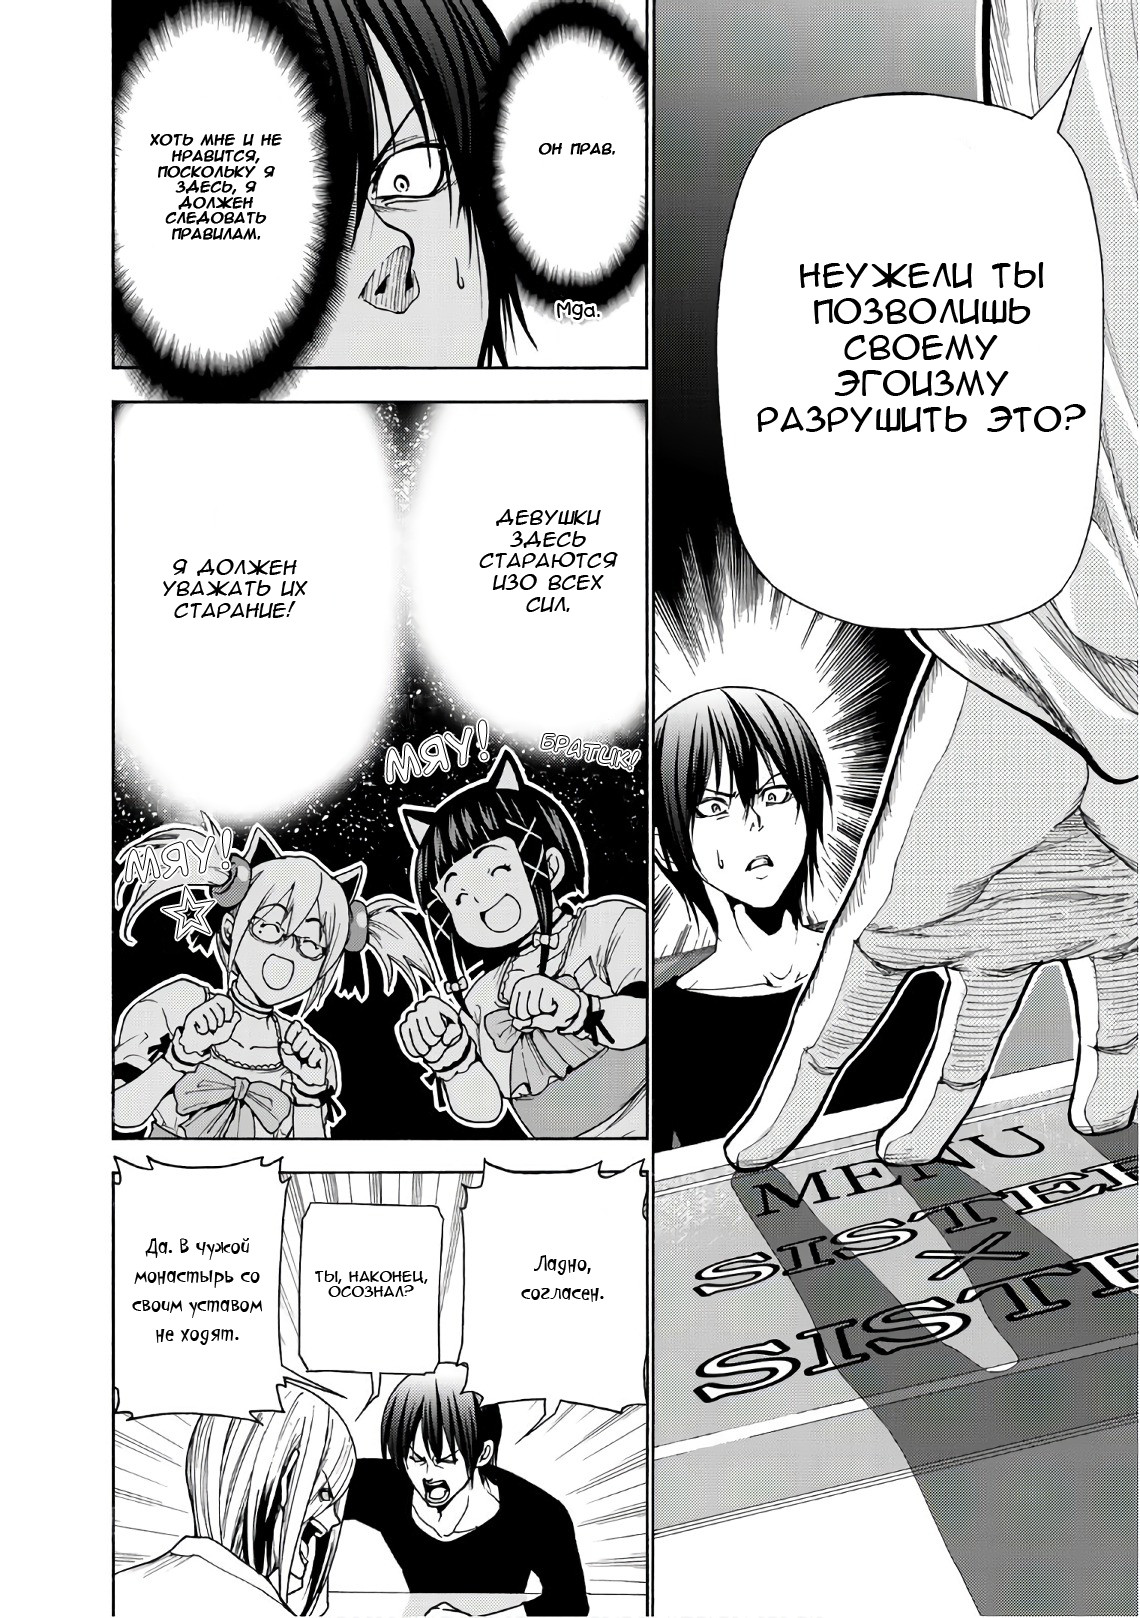 НЕУЖЕЛИ ТЫ
ПОЗВОЛИШЬ
СВОЕМУ
ЭГОИЗМУ
РАЗРУШИТЬ ЭТО?
MENU
SISTER
X
SISTE
ОН ПРАВ.
Мда.
ХОТЬ МНЕ И НЕ
НРАВИТСЯ,
ПОСКОЛЬКУ Я
ЗДЕСЬ, Я
ДОЛЖЕН
СЛЕДОВАТЬ
ПРАВИЛАМ.
ДЕВУШКИ
ЗДЕСЬ
СТАРАЮТСЯ
ИЗО ВСЕХ
СИЛ.
Я ДОЛЖЕН
УВАЖАТЬ ИХ
СТАРАНИЕ!
БРАТИК!
МЯУ!
МЯУ!
Ладно,
согласен.
ТЫ, НАКОНЕЦ,
ОСОЗНАЛ?
Да. В чужой
монастырь со
своим уставом
не ходят.